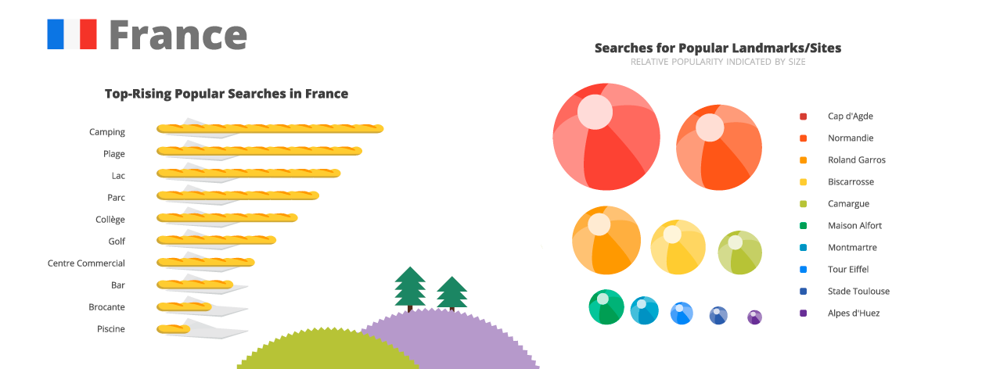 France
Top-Rising Popular Searches in France
Camping
Plage
Lac
Parc
Collège
Golf
Centre Commercial
Bar
Brocante
Piscine
Searches for Popular Landmarks/Sites
RELATIVE POPULARITY INDICATED BY SIZE
Cap d'Agde
Normandie
Roland Garros
Biscarrosse
Camargue
Maison Alfort
Montmartre
Tour Eiffel
Stade Toulouse
Alpes d'Huez